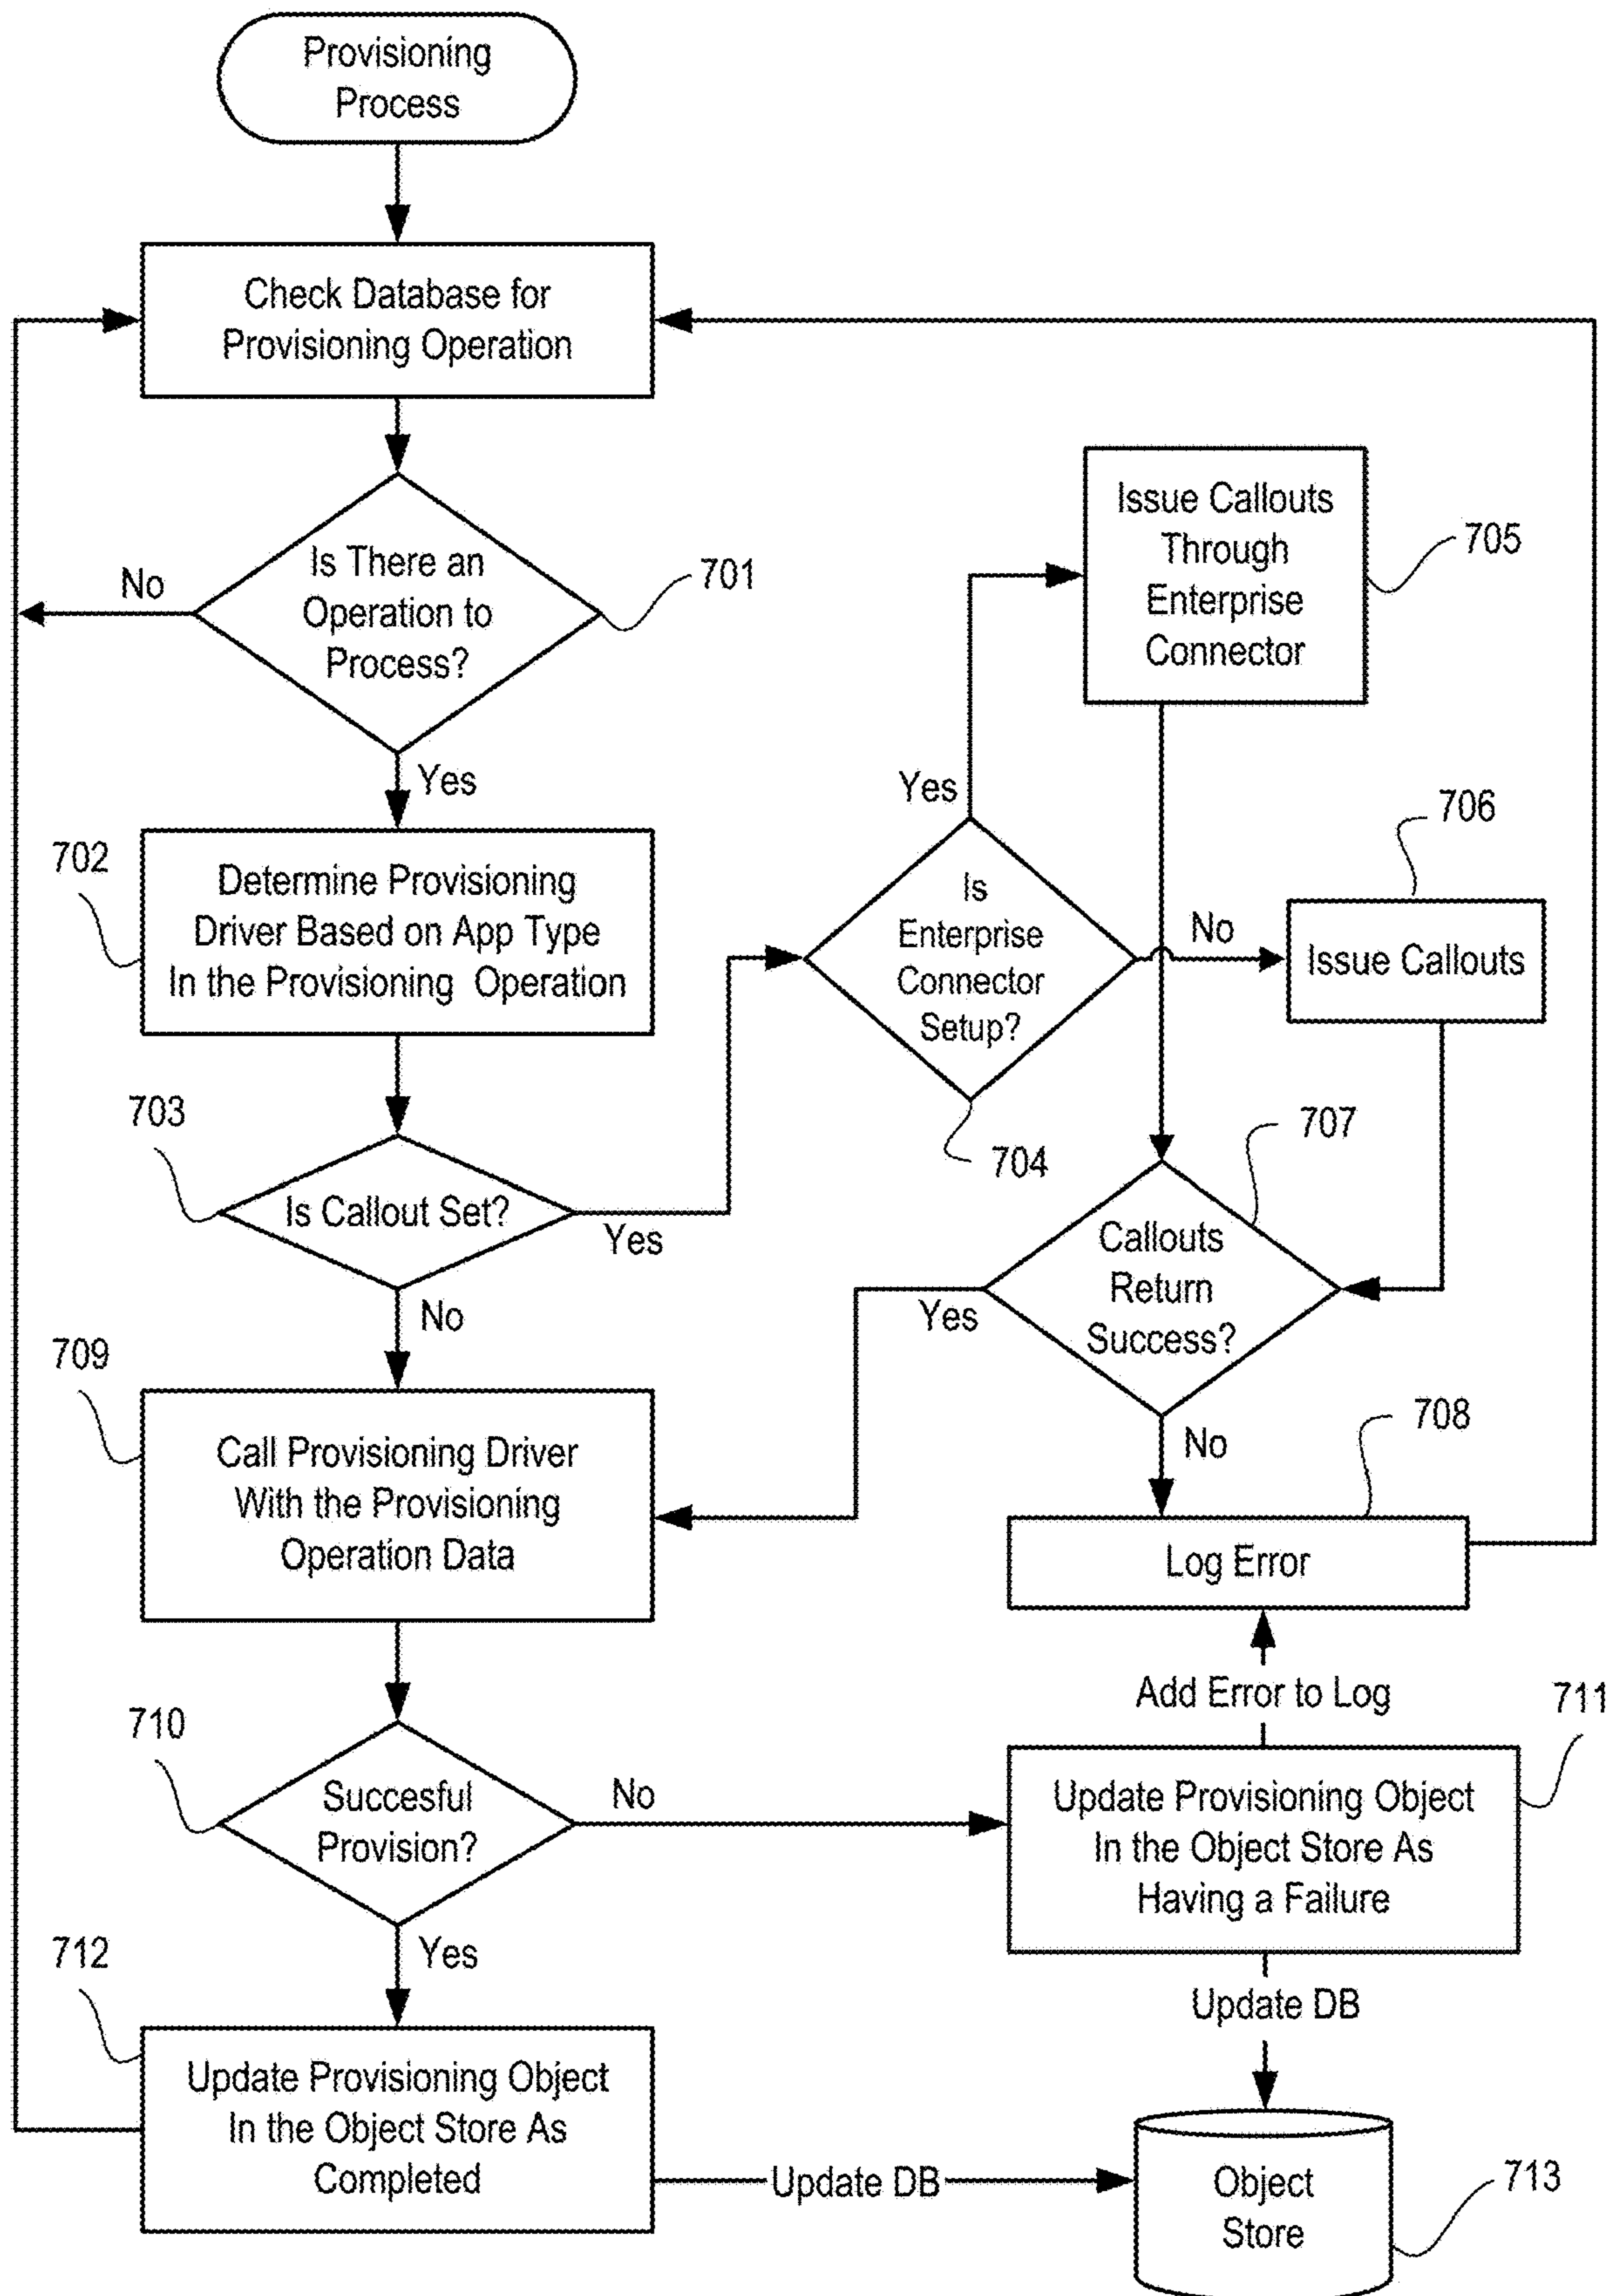 Provisioning
Process
Check Database for
Provisioning Operation
Is There an
Operation to
Process?
701
No
Yes
702
Determine Provisioning
Driver Based on App Type
In the Provisioning Operation
703
Is Callout Set?
Yes
No
Is
Enterprise
Connector
Setup?
704
Yes
No
Issue Callouts
Through
Enterprise
Connector
705
706
Issue Callouts
707
Callouts
Return
Success?
Yes
No
708
Log Error
709
Call Provisioning Driver
With the Provisioning
Operation Data
710
Succesful
Provision?
No
Yes
Add Error to Log
711
Update Provisioning Object
In the Object Store As
Having a Failure
Update DB
712
Update Provisioning Object
In the Object Store As
Completed
Update DB
Object
Store
713